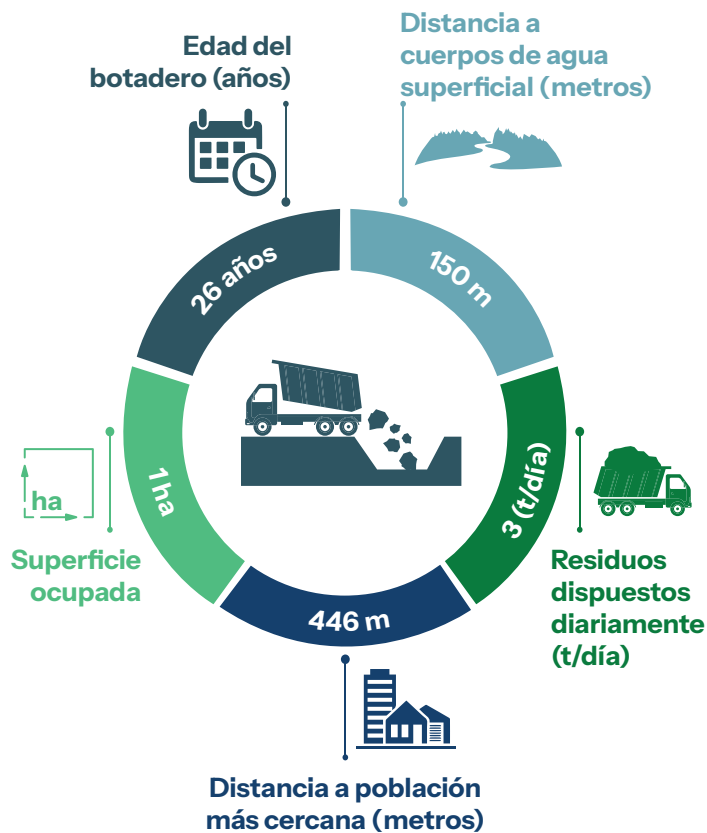 Edad del
botadero (años)
Distancia a
cuerpos de agua
superficial (metros)
26 años
150 m
1 ha
3 (t/día)
446 m
ha
Superficie
ocupada
Residuos
dispuestos
diariamente
(t/día)
Distancia a población
más cercana (metros)